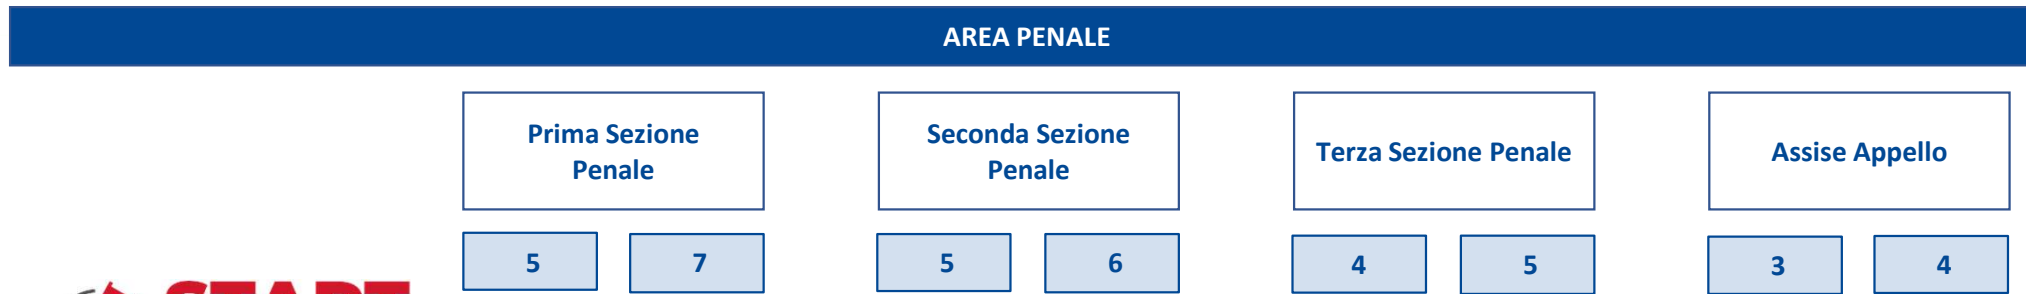 AREA PENALE
Prima Sezione
Penale
Seconda Sezione
Penale
Terza Sezione Penale
Assise Appello
5 7 5 6 4 5 3 4